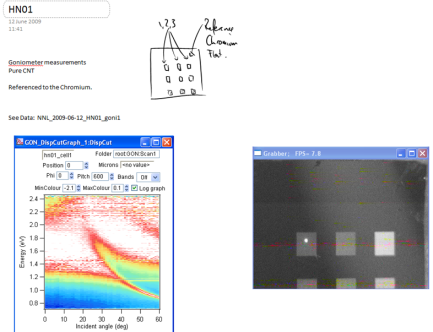 HN01
12 June 2009
11:41
1,2,3
Reference
Chromium
Flat.
Goniometer measurements
Pure CNT
Referenced to the Chromium.
See Data: NNL_2009-06-12_HN01_goni1
GON_DispCutGraph_1:DispCut
hn01_cell1 Folder root:GON:Scan1
Position 0 Microns <no value>
Phi 0 Pitch 600 Bands Off
MinColour -2.1 MaxColour 0.1 Log graph
2.4
2.2
2.0
1.8
1.6
1.4
1.2
1.0
0.8
Energy (eV)
0 10 20 30 40 50 60
Incident angle (deg)
Grabber; FPS= 7.8